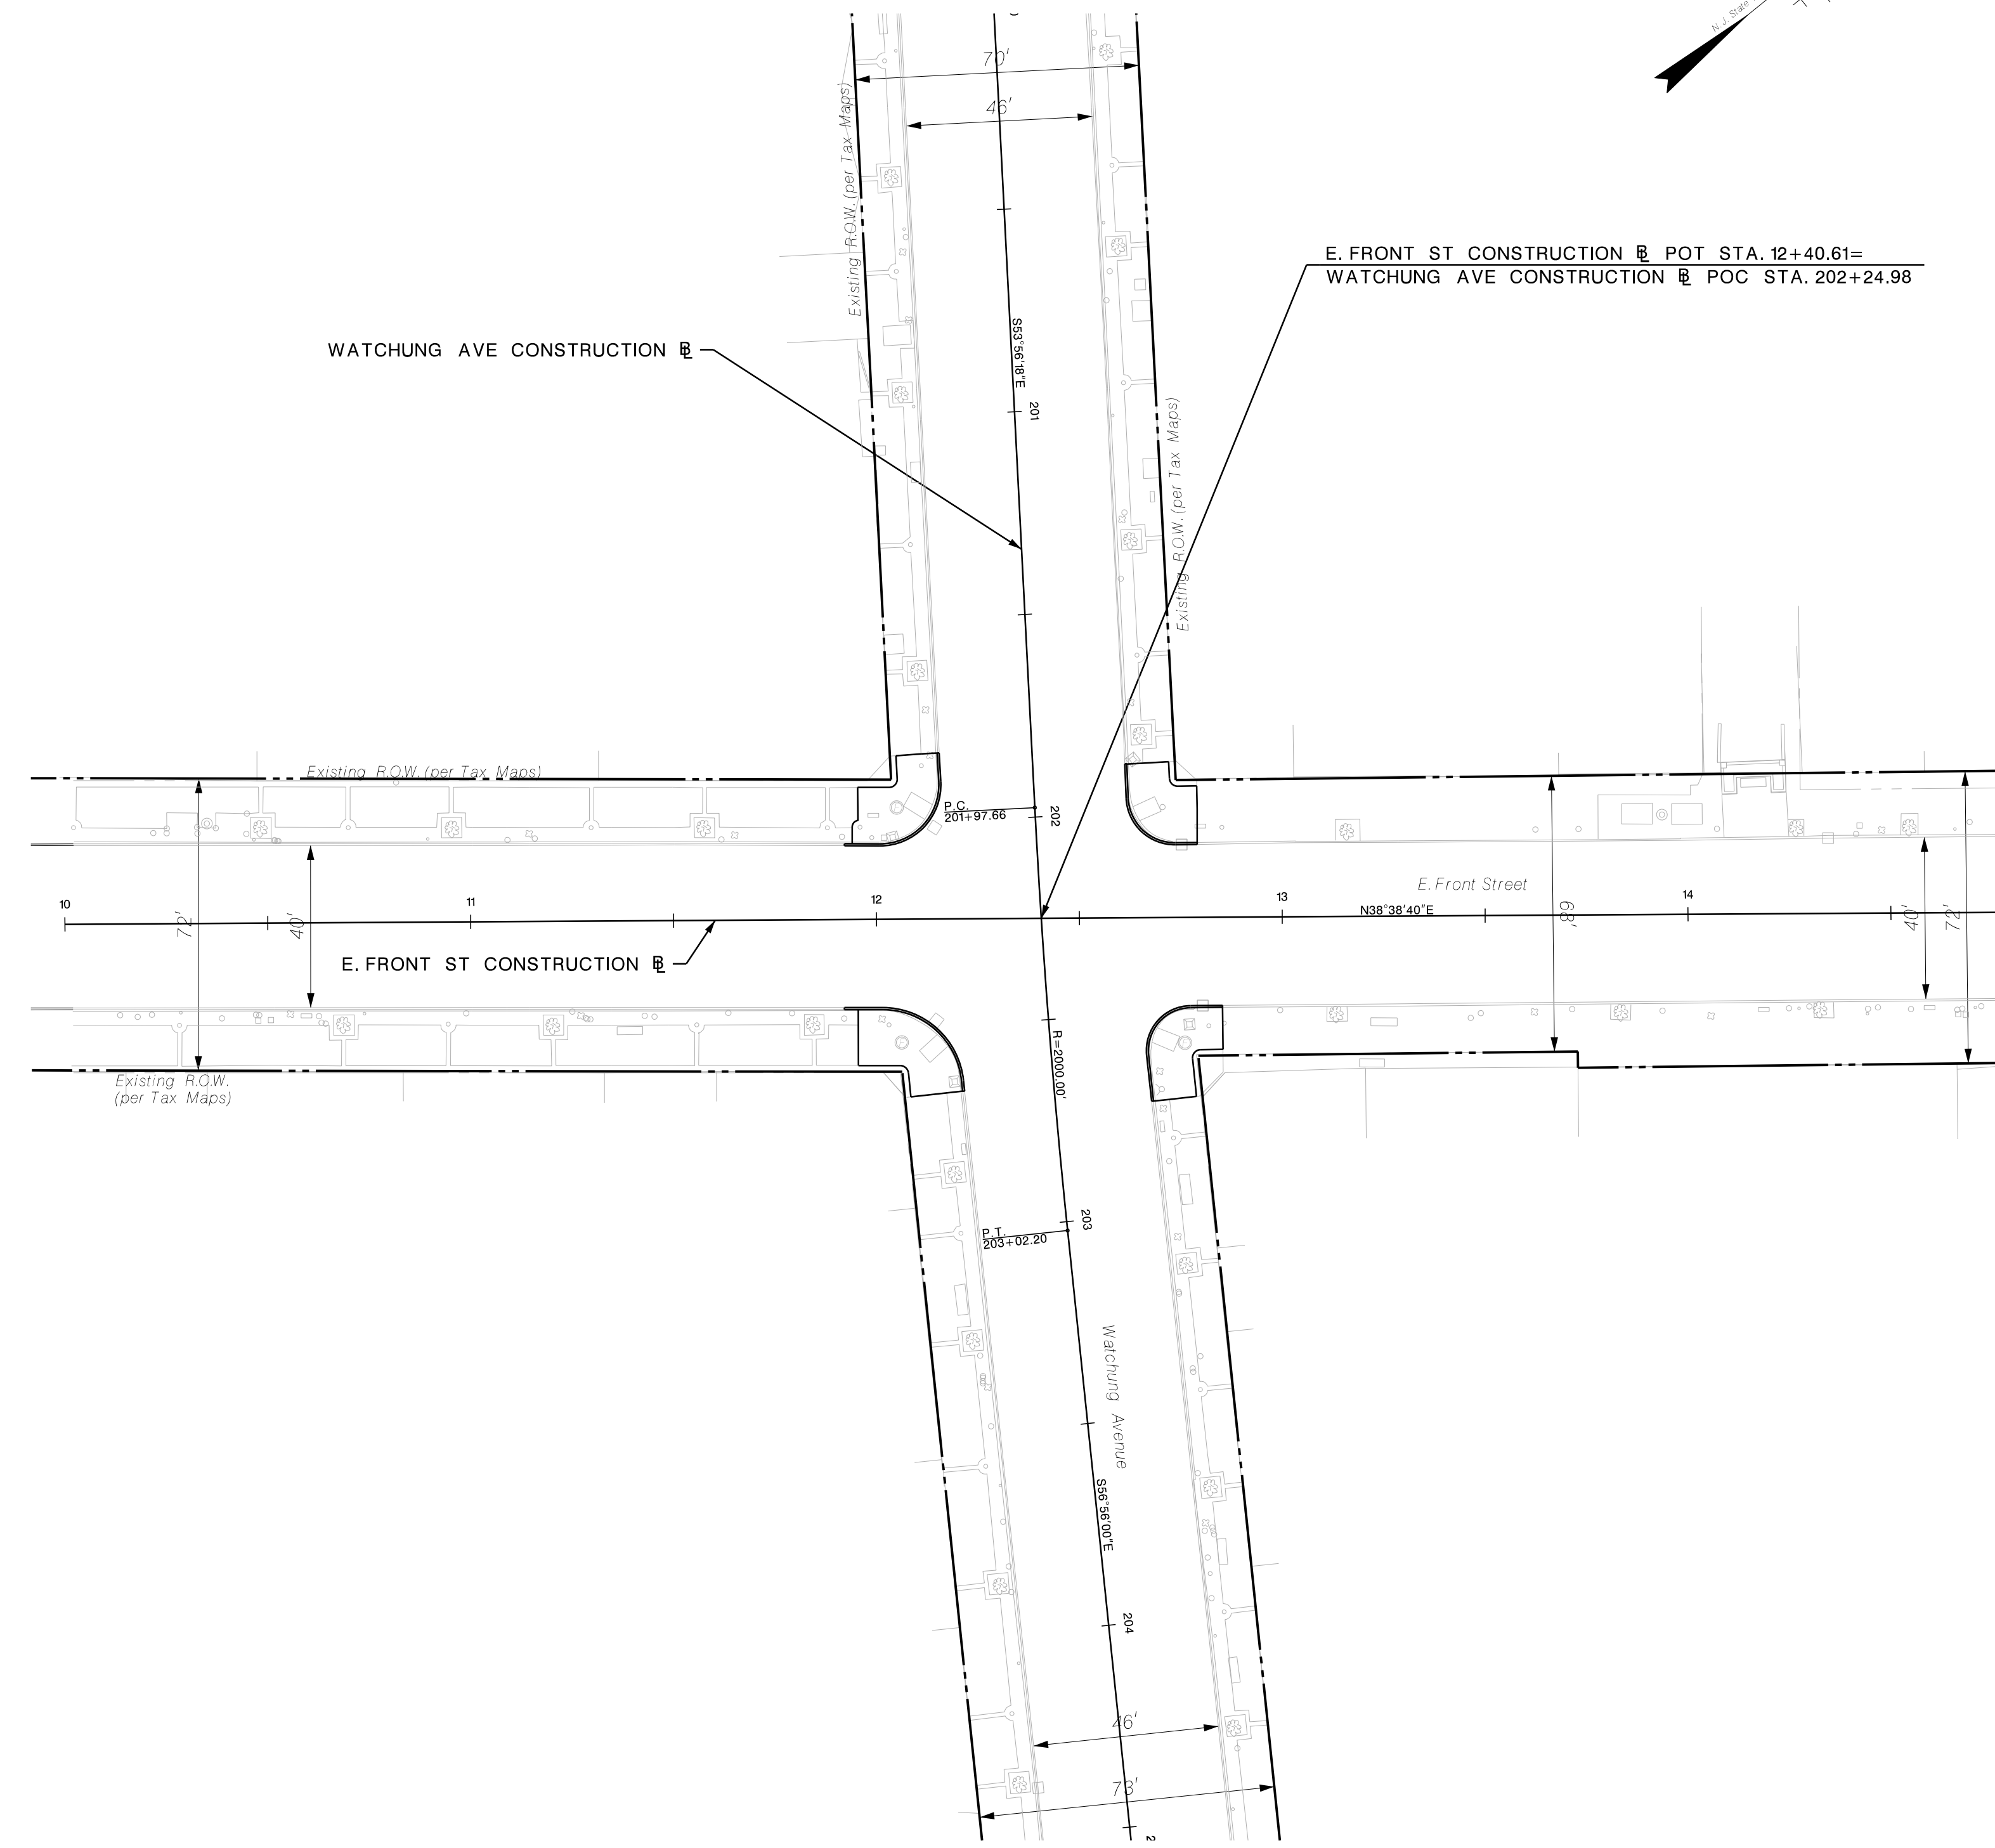 N. J. State
70'
46'
Existing R.O.W. (per Tax Maps)
E. FRONT ST CONSTRUCTION ℄ POT STA. 12+40.61=
WATCHUNG AVE CONSTRUCTION ℄ POC STA. 202+24.98
WATCHUNG AVE CONSTRUCTION ℄
S53°56'18"E
201
Existing R.O.W. (per Tax Maps)
Existing R.O.W. (per Tax Maps)
P.C.
201+97.66
202
E. Front Street
10
11
12
13
14
N38°38'40"E
72'
40'
68'
40'
72'
E. FRONT ST CONSTRUCTION ℄
R=2000.00'
Existing R.O.W.
(per Tax Maps)
203
P.T.
203+02.20
Watchung Avenue
S56°56'00"E
204
46'
73'
2